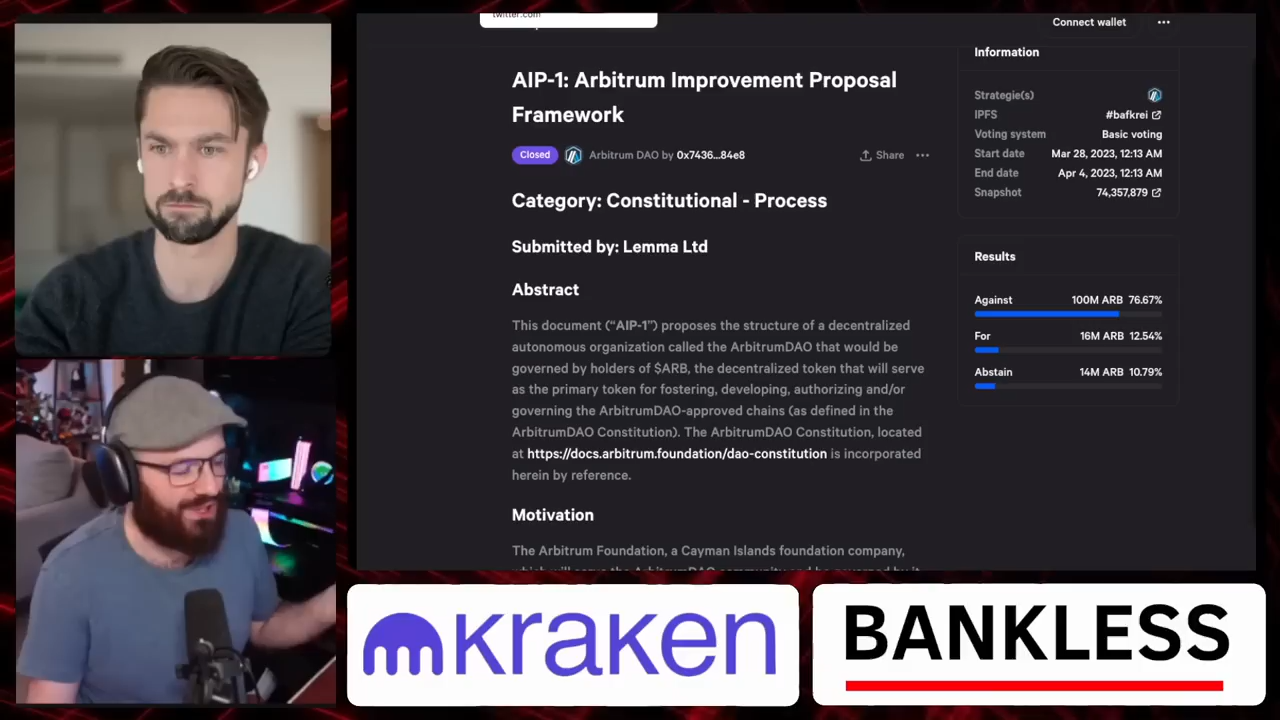 twitter.com
Connect wallet
AIP-1: Arbitrum Improvement Proposal
Framework
Closed
Arbitrum DAO by 0x7436...84e8
Share
Category: Constitutional - Process
Submitted by: Lemma Ltd
Abstract
This document (“AIP-1”) proposes the structure of a decentralized
autonomous organization called the ArbitrumDAO that would be
governed by holders of $ARB, the decentralized token that will serve
as the primary token for fostering, developing, authorizing and/or
governing the ArbitrumDAO-approved chains (as defined in the
ArbitrumDAO Constitution). The ArbitrumDAO Constitution, located
at https://docs.arbitrum.foundation/dao-constitution is incorporated
herein by reference.
Motivation
The Arbitrum Foundation, a Cayman Islands foundation company,
Information
Strategie(s)
IPFS #bafkrei
Voting system Basic voting
Start date Mar 28, 2023, 12:13 AM
End date Apr 4, 2023, 12:13 AM
Snapshot 74,357,879
Results
Against 100M ARB 76.67%
For 16M ARB 12.54%
Abstain 14M ARB 10.79%
kraken
BANKLESS